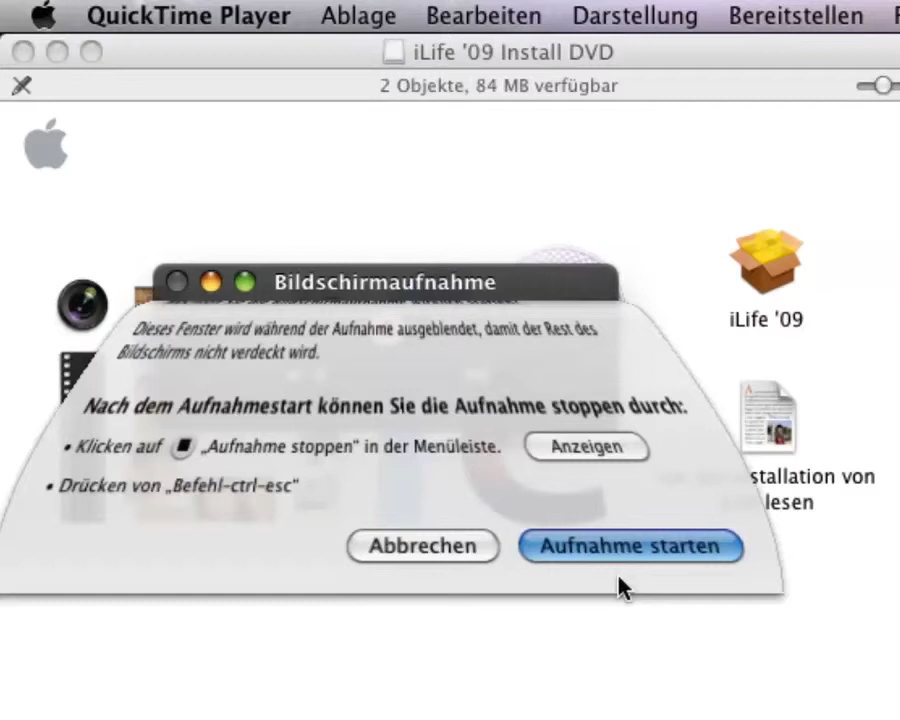 QuickTime Player Ablage Bearbeiten Darstellung Bereitstellen
iLife '09 Install DVD
2 Objekte, 84 MB verfügbar
iLife '09
Bildschirmaufnahme
Dieses Fenster wird während der Aufnahme ausgeblendet, damit der Rest des
Bildschirms nicht verdeckt wird.
Nach dem Aufnahmestart können Sie die Aufnahme stoppen durch:
• Klicken auf „Aufnahme stoppen“ in der Menüleiste. Anzeigen
• Drücken von „Befehl-ctrl-esc“
stallation von
lesen
Abbrechen Aufnahme starten